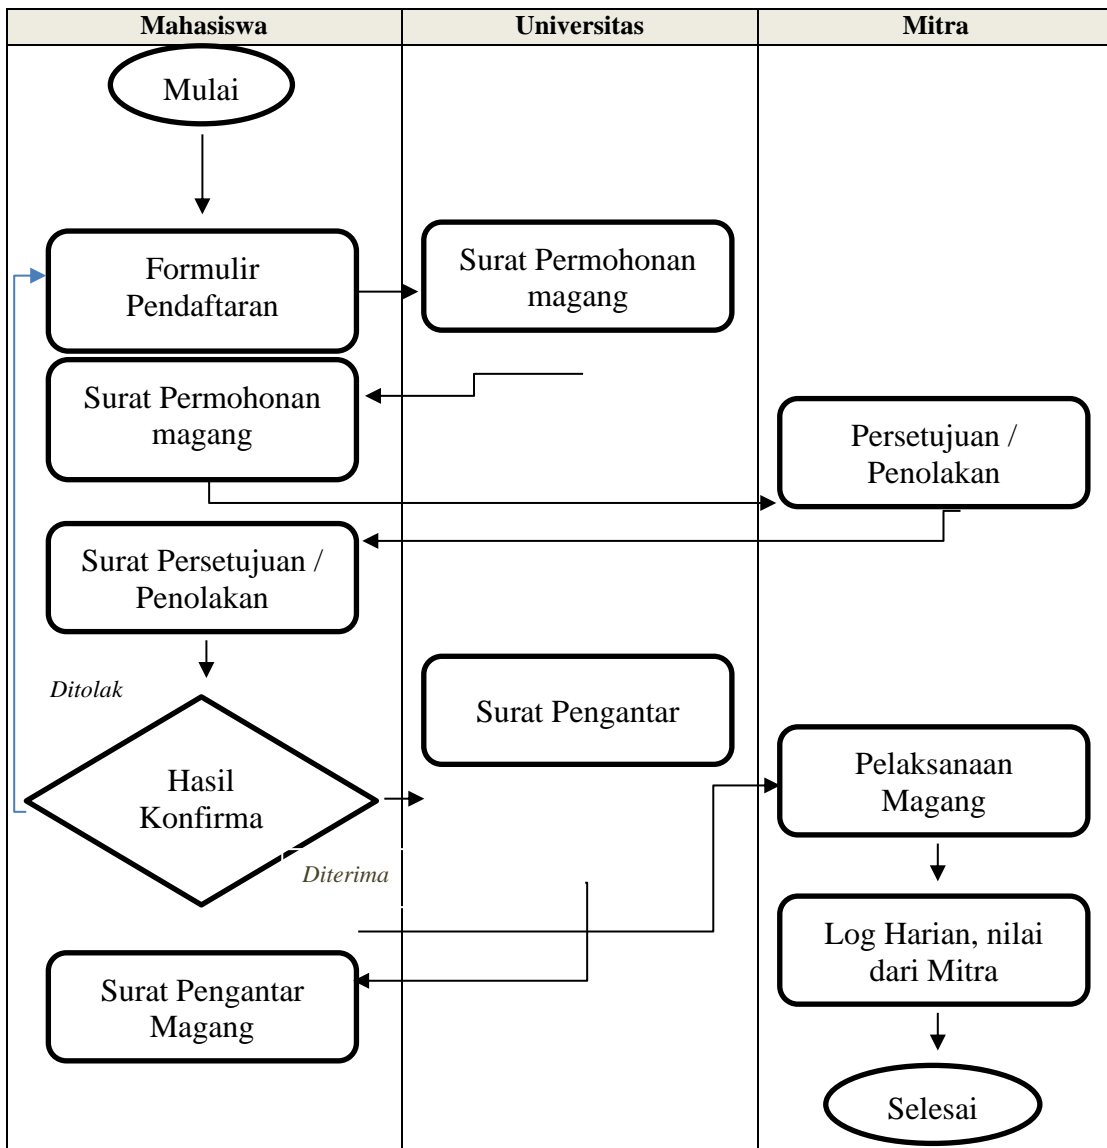 Mahasiswa
Universitas
Mitra
Mulai
Formulir
Pendaftaran
Surat Permohonan
magang
Surat Permohonan
magang
Persetujuan /
Penolakan
Surat Persetujuan /
Penolakan
Ditolak
Hasil
Konfirma
Diterima
Surat Pengantar
Pelaksanaan
Magang
Surat Pengantar
Magang
Log Harian, nilai
dari Mitra
Selesai